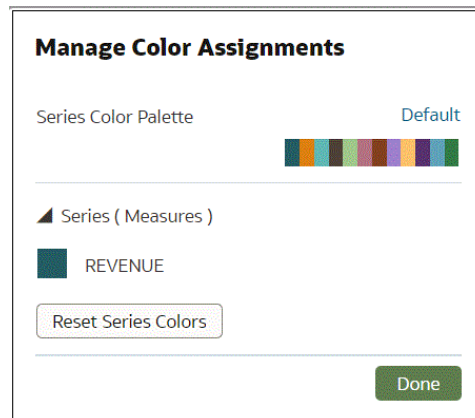 Manage Color Assignments
Series Color Palette Default
Series ( Measures )
REVENUE
Reset Series Colors
Done